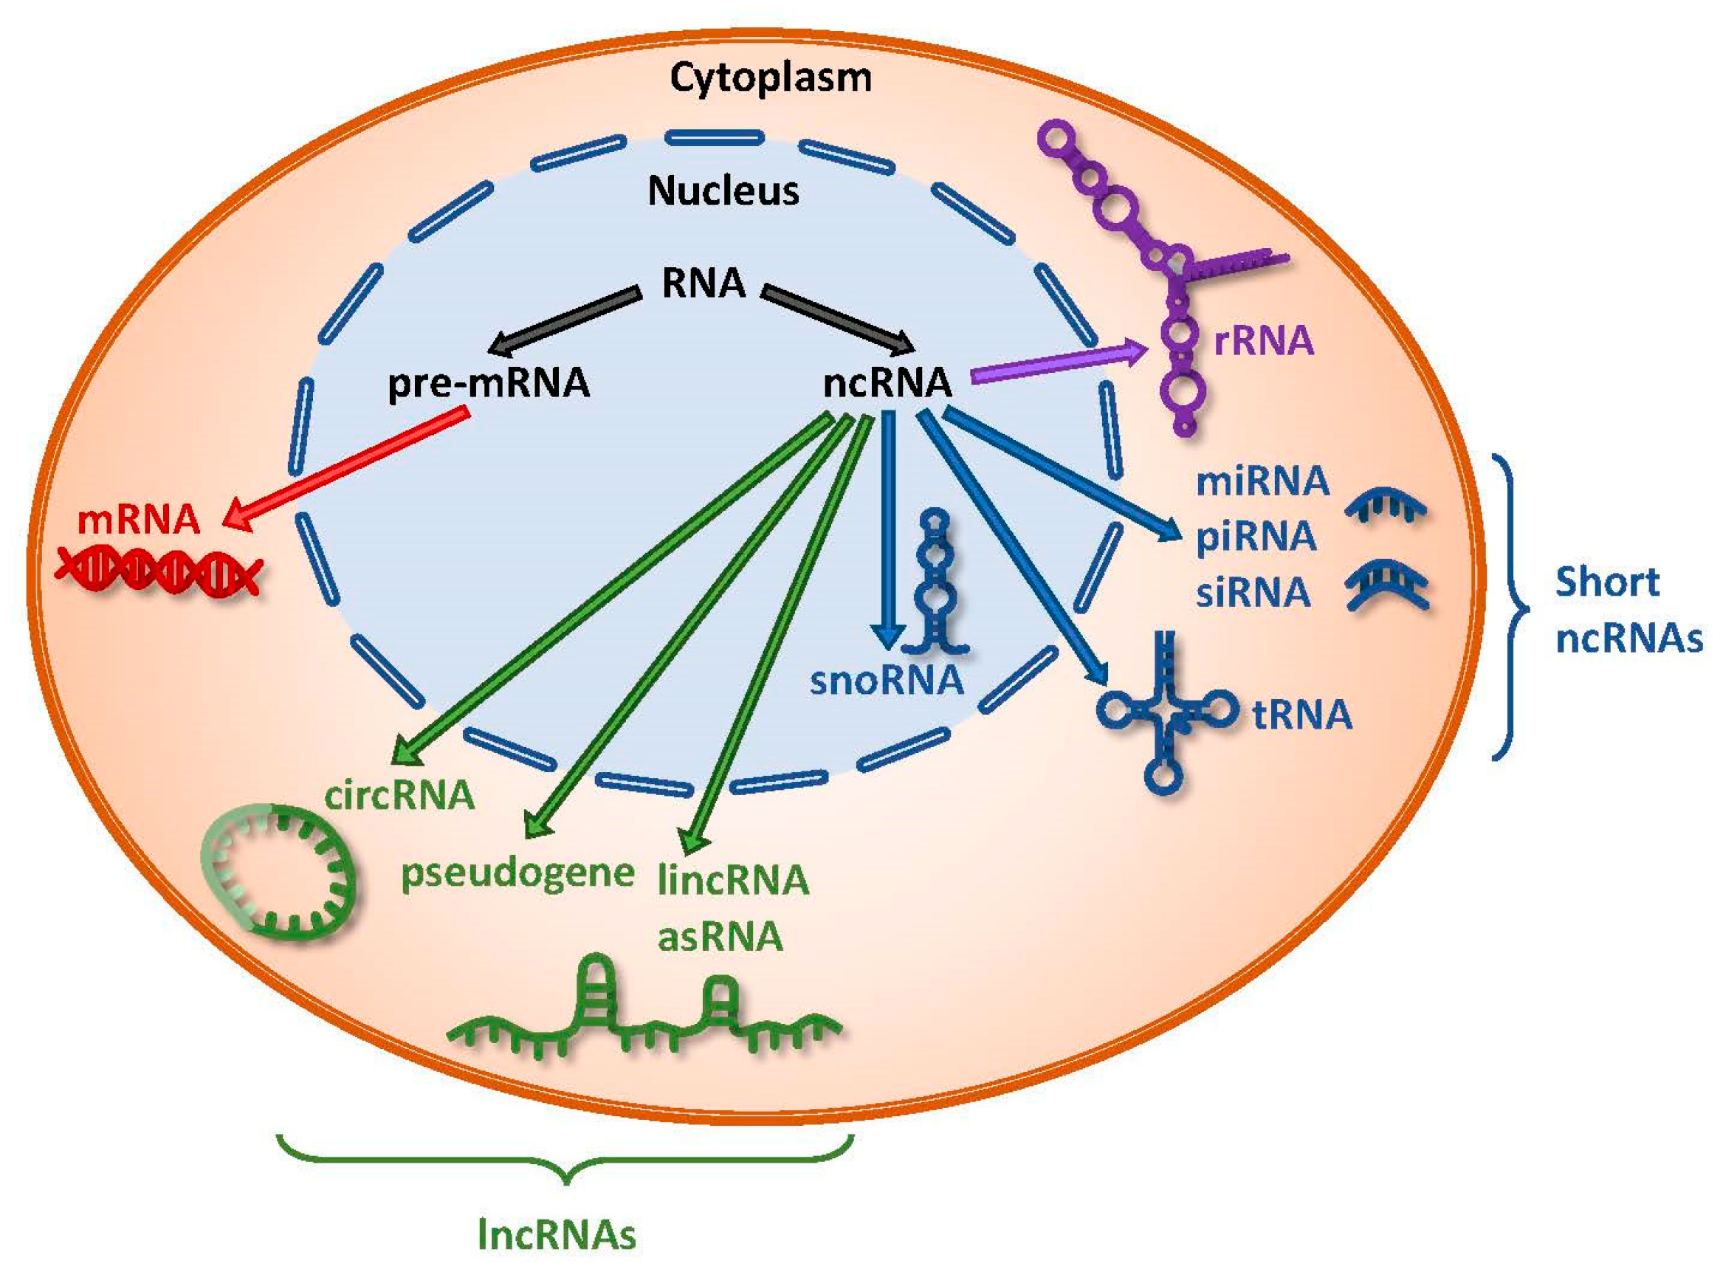 Cytoplasm
Nucleus
RNA
pre-mRNA
ncRNA
rRNA
mRNA
miRNA
piRNA
siRNA
Short
ncRNAs
snoRNA
tRNA
circRNA
pseudogene
lincRNA
asRNA
lncRNAs